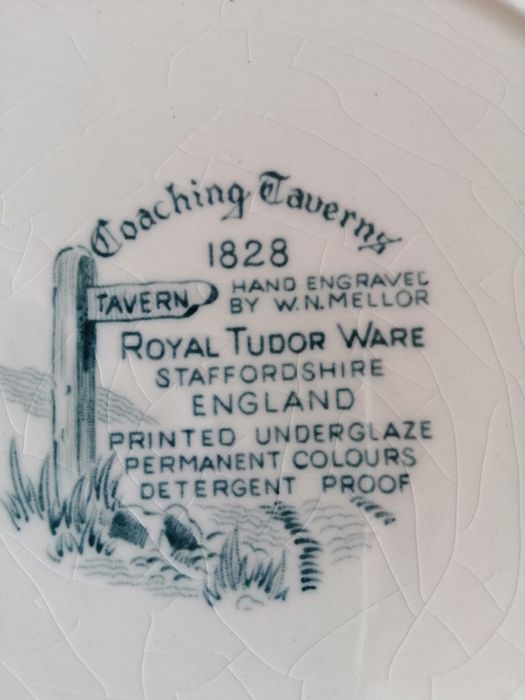 Coaching Taverns
1828
TAVERN
HAND ENGRAVED
BY W.N.MELLOR
ROYAL TUDOR WARE
STAFFORDSHIRE
ENGLAND
PRINTED UNDERGLAZE
PERMANENT COLOURS
DETERGENT PROOF